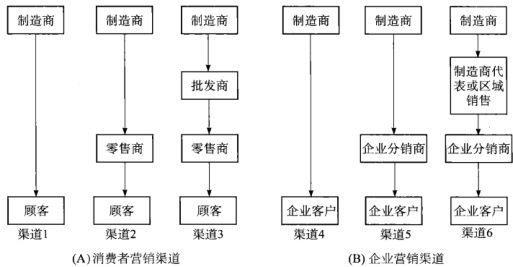 制造商 制造商 制造商 制造商 制造商 制造商
批发商
制造商代
表或区域
销售
零售商 零售商 企业分销商 企业分销商
顾客 顾客 顾客 企业客户 企业客户 企业客户
渠道1 渠道2 渠道3 渠道4 渠道5 渠道6
(A)消费者营销渠道 (B)企业营销渠道